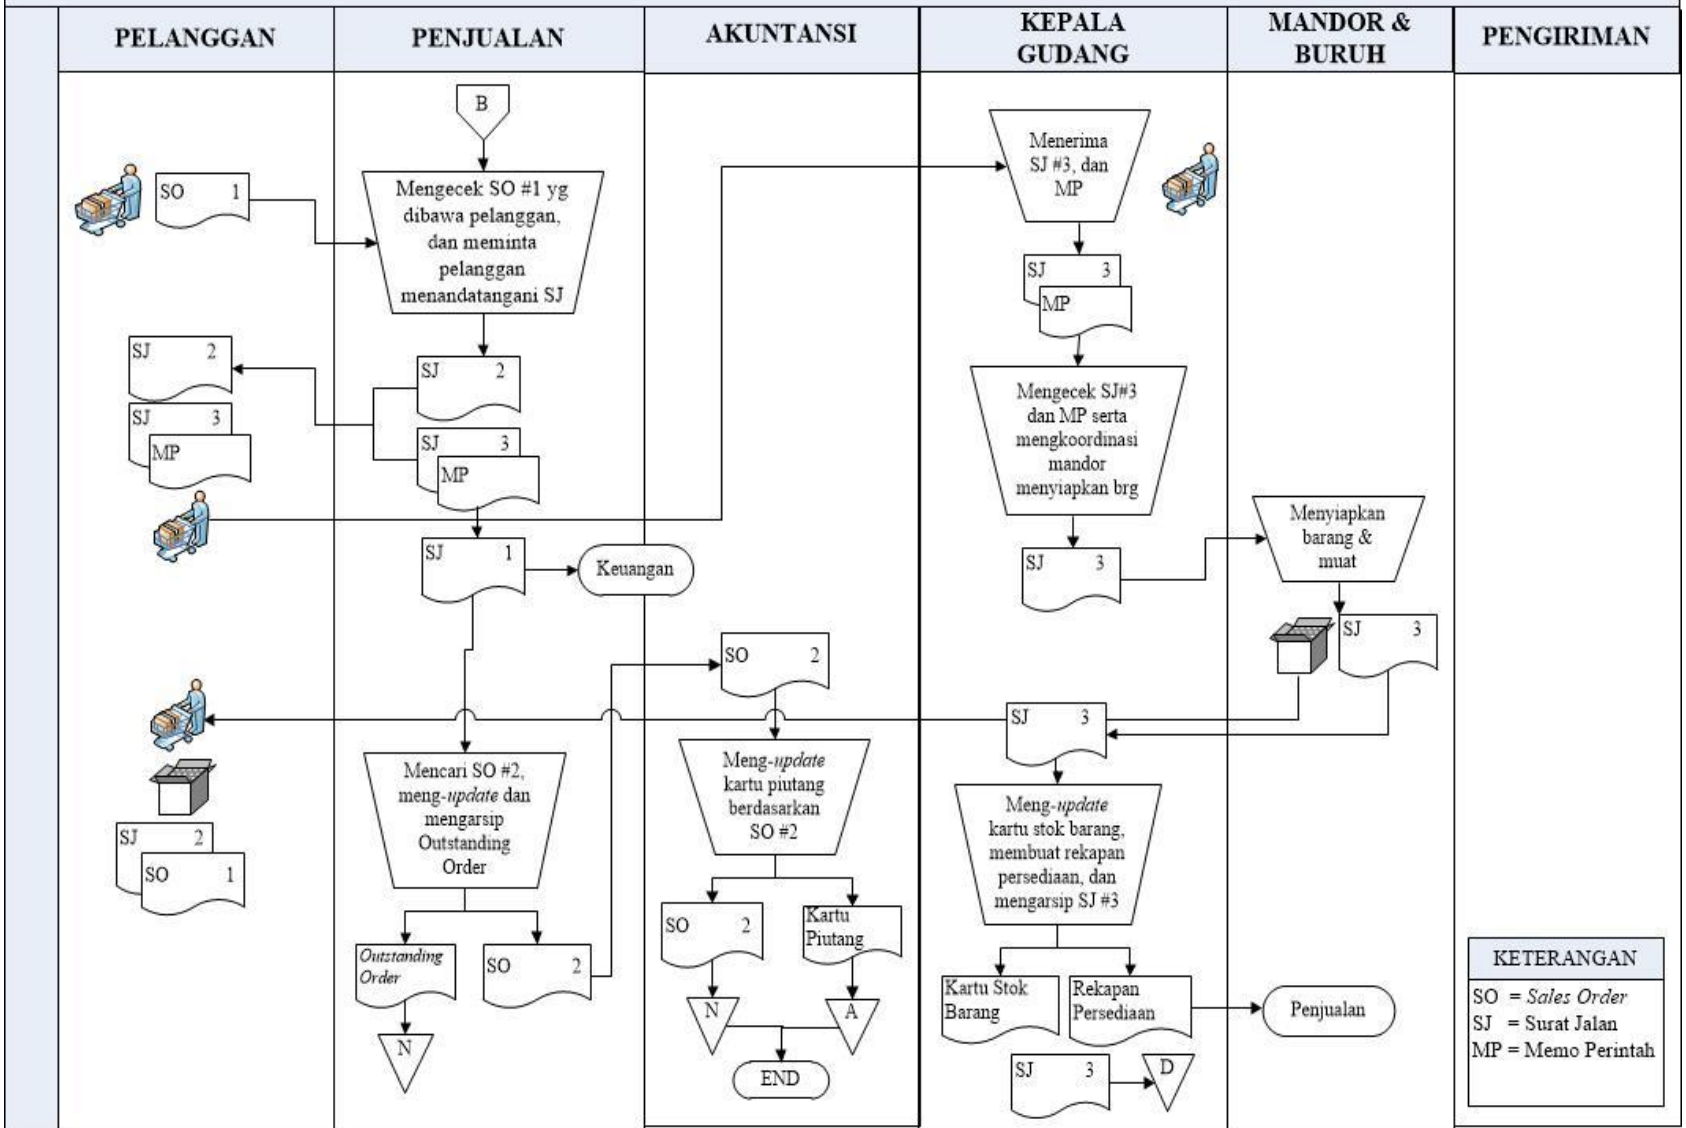 PELANGGAN
PENJUALAN
AKUNTANSI
KEPALA
GUDANG
MANDOR &
BURUH
PENGIRIMAN
SO 1
SJ 2
SJ 3
MP
SJ 2
SO 1
B
Mengecek SO #1 yg
dibawa pelanggan,
dan meminta
pelanggan
menandatangani SJ
SJ 2
SJ 3
MP
SJ 1
Keuangan
Mencari SO #2,
meng-update dan
mengarsip
Outstanding
Order
Outstanding
Order
SO 2
N
SO 2
Meng-update
kartu piutang
berdasarkan
SO #2
SO 2
Kartu
Piutang
N
A
END
Menerima
SJ #3, dan
MP
SJ 3
MP
Mengecek SJ#3
dan MP serta
mengkoordinasi
mandor
menyiapkan brg
SJ 3
SJ 3
Meng-update
kartu stok barang,
membuat rekapan
persediaan, dan
mengarsip SJ #3
Kartu Stok
Barang
Rekapan
Persediaan
SJ 3
D
Menyiapkan
barang &
muat
SJ 3
Penjualan
KETERANGAN
SO = Sales Order
SJ = Surat Jalan
MP = Memo Perintah